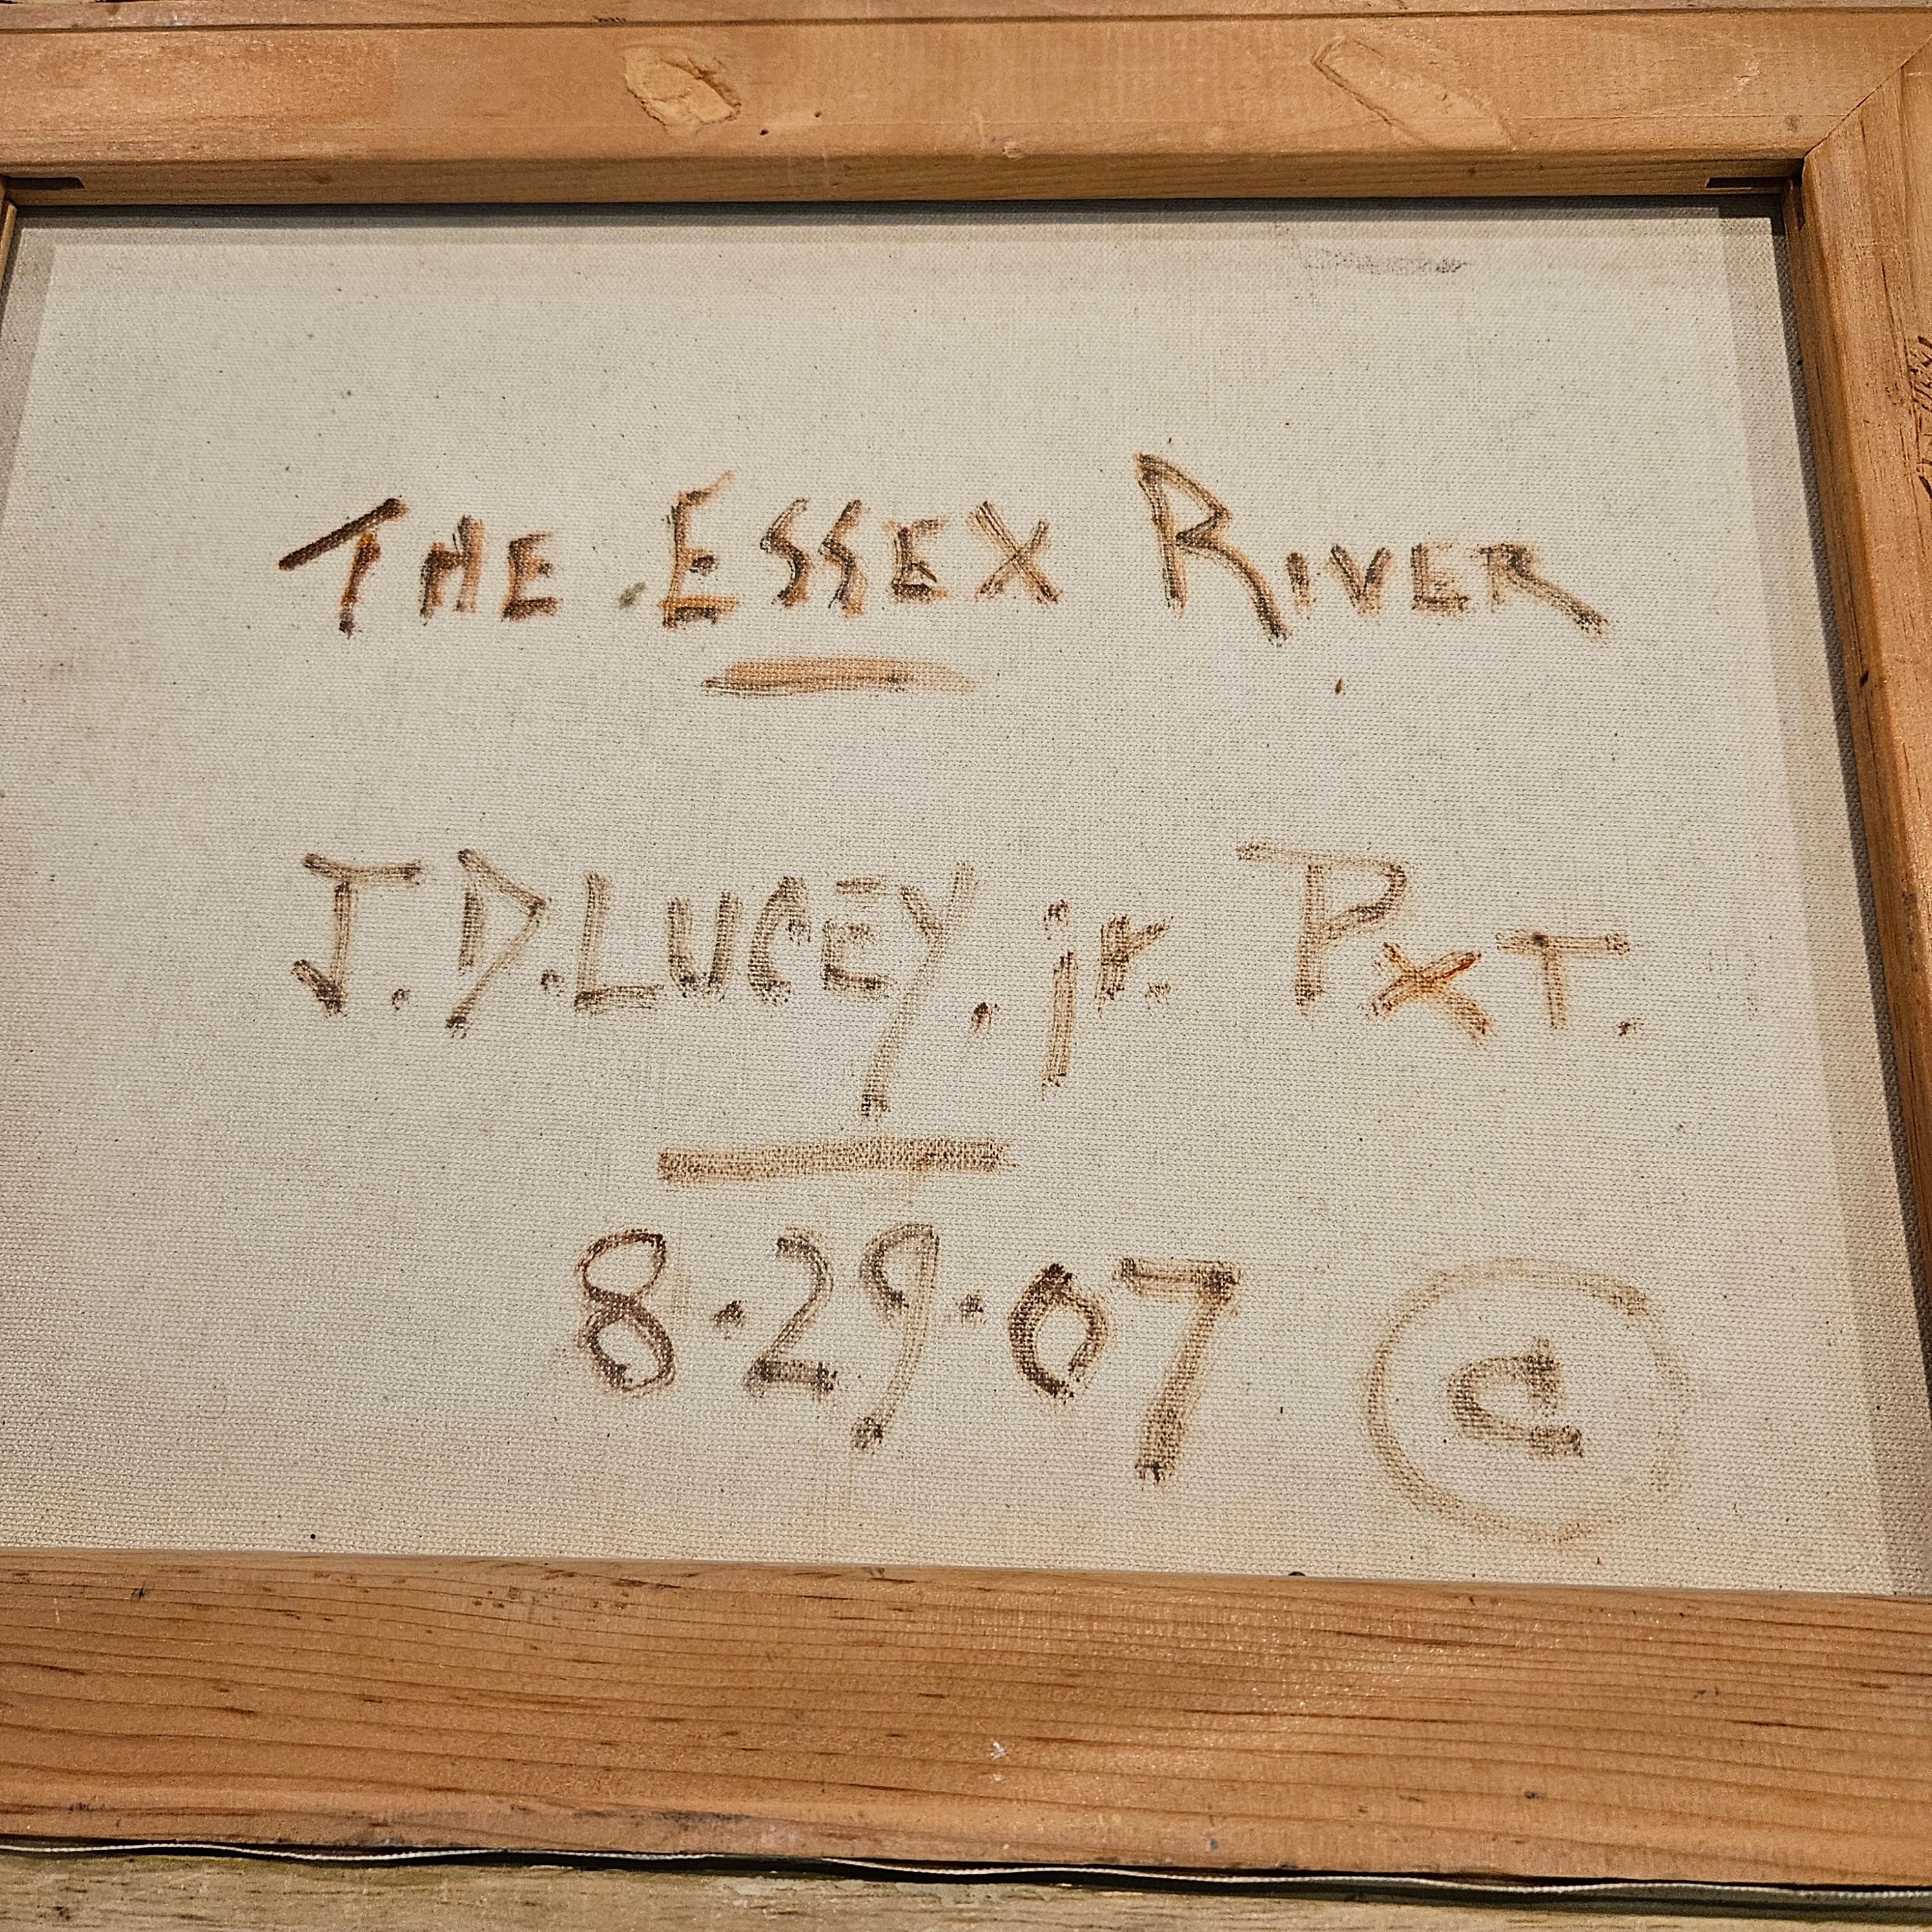 THE ESSEX RIVER
J.D.LUCEY, jr. PXT.
8·29·07 ©